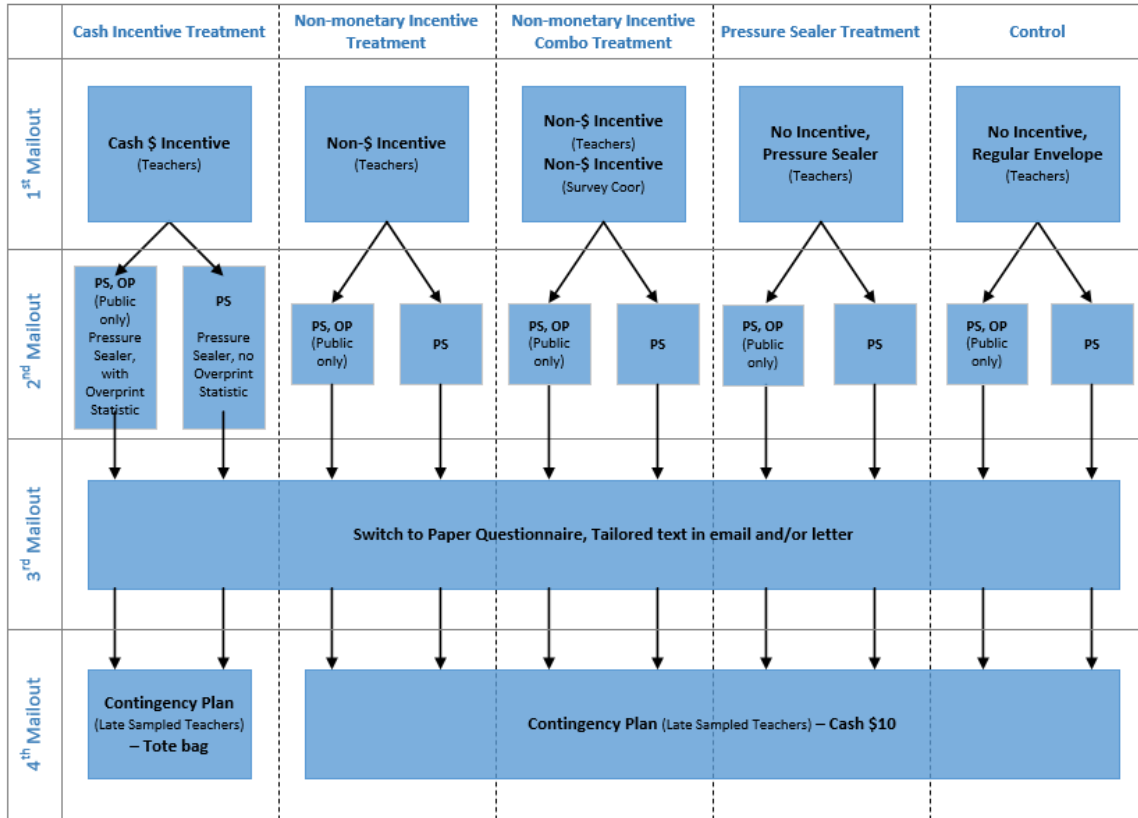 Cash Incentive Treatment
Non-monetary Incentive
Treatment
Non-monetary Incentive
Combo Treatment
Pressure Sealer Treatment
Control
1st Mailout
Cash $ Incentive
(Teachers)
Non-$ Incentive
(Teachers)
Non-$ Incentive
(Teachers)
Non-$ Incentive
(Survey Coor)
No Incentive,
Pressure Sealer
(Teachers)
No Incentive,
Regular Envelope
(Teachers)
2nd Mailout
PS, OP
(Public
only)
Pressure
Sealer,
with
Overprint
Statistic
PS
Pressure
Sealer, no
Overprint
Statistic
PS, OP
(Public
only)
PS
PS, OP
(Public
only)
PS
PS, OP
(Public
only)
PS
PS, OP
(Public
only)
PS
3rd Mailout
Switch to Paper Questionnaire, Tailored text in email and/or letter
4th Mailout
Contingency Plan
(Late Sampled Teachers)
– Tote bag
Contingency Plan (Late Sampled Teachers) – Cash $10